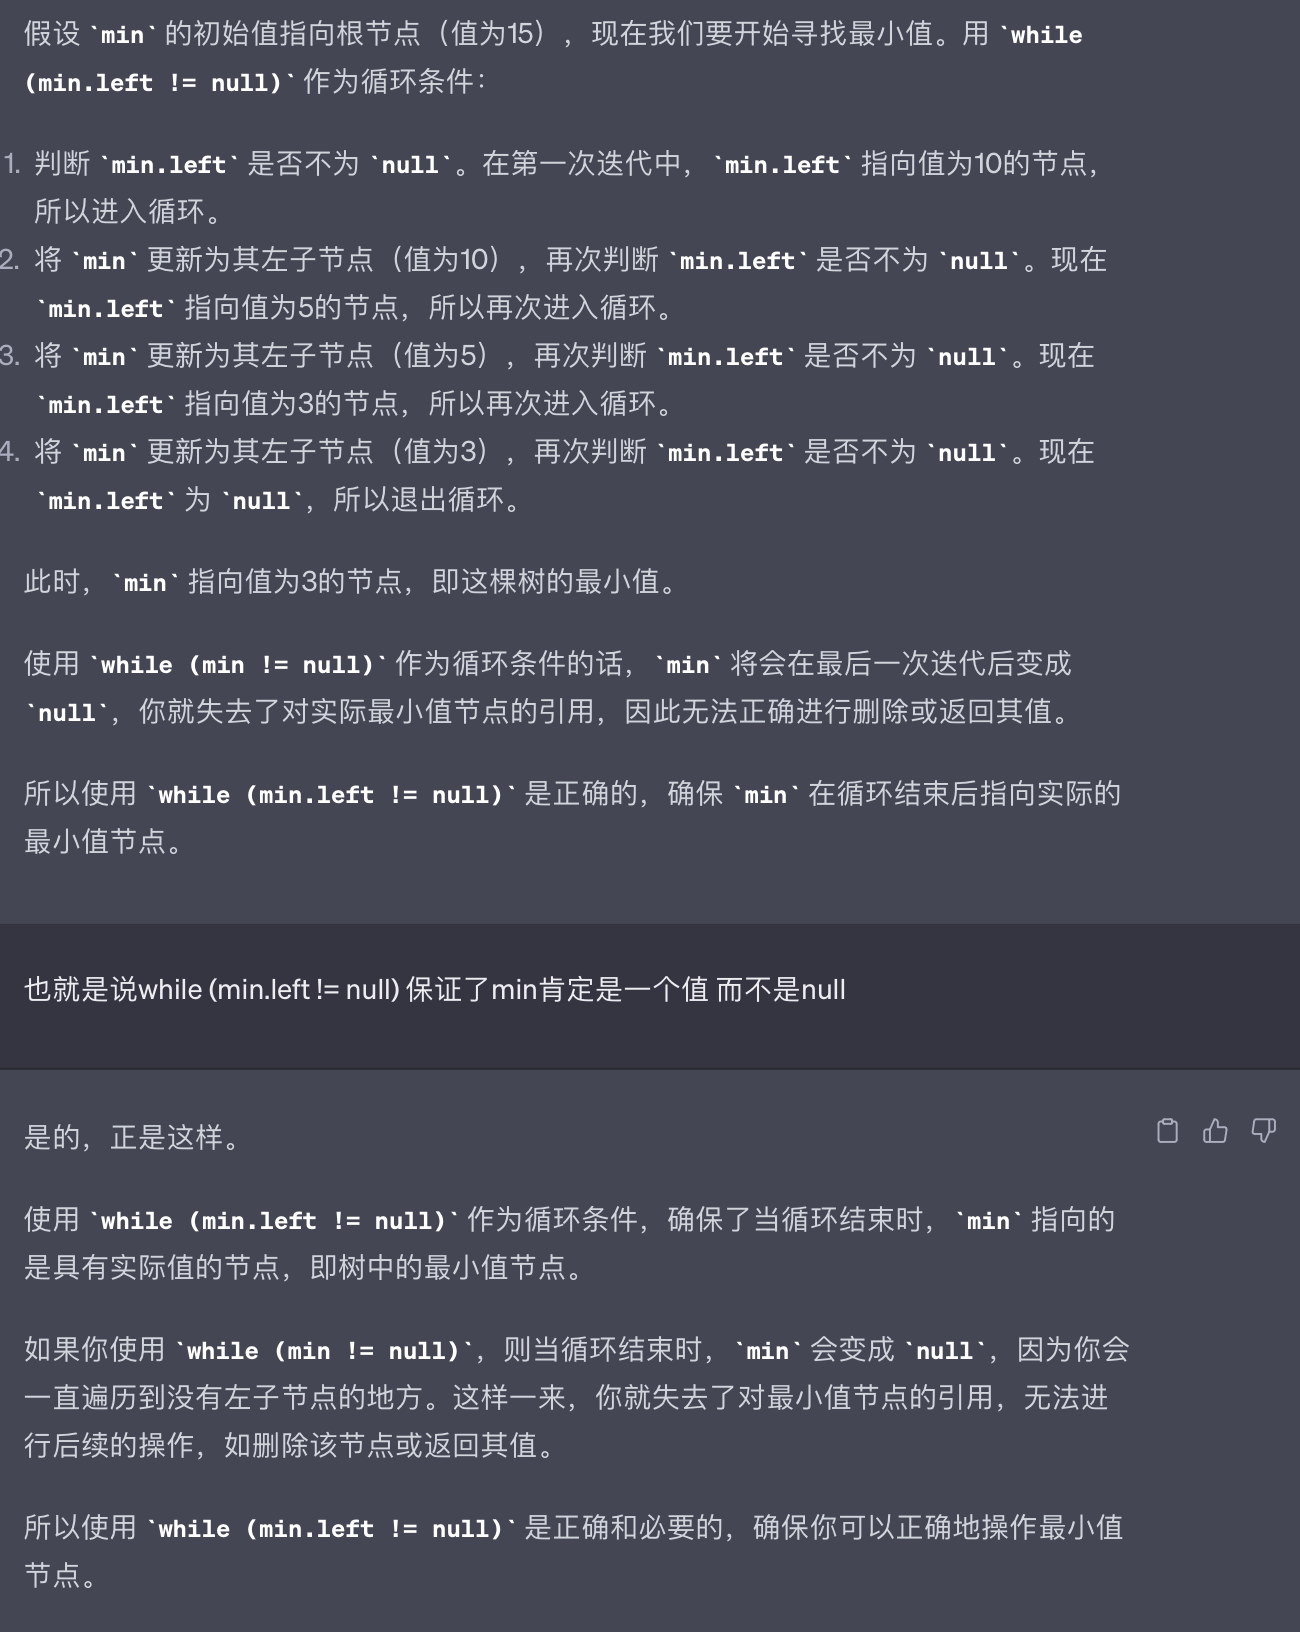 假设 `min` 的初始值指向根节点（值为15），现在我们要开始寻找最小值。用 `while
(min.left != null)` 作为循环条件：
1. 判断 `min.left` 是否不为 `null`。在第一次迭代中，`min.left` 指向值为10的节点，
所以进入循环。
2. 将 `min` 更新为其左子节点（值为10），再次判断 `min.left` 是否不为 `null`。现在
`min.left` 指向值为5的节点，所以再次进入循环。
3. 将 `min` 更新为其左子节点（值为5），再次判断 `min.left` 是否不为 `null`。现在
`min.left` 指向值为3的节点，所以再次进入循环。
4. 将 `min` 更新为其左子节点（值为3），再次判断 `min.left` 是否不为 `null`。现在
`min.left` 为 `null`，所以退出循环。
此时，`min` 指向值为3的节点，即这棵树的最小值。
使用 `while (min != null)` 作为循环条件的话，`min` 将会在最后一次迭代后变成
`null`，你就失去了对实际最小值节点的引用，因此无法正确进行删除或返回其值。
所以使用 `while (min.left != null)` 是正确的，确保 `min` 在循环结束后指向实际的
最小值节点。
也就是说while (min.left != null) 保证了min肯定是一个值 而不是null
是的，正是这样。
使用 `while (min.left != null)` 作为循环条件，确保了当循环结束时，`min` 指向的
是具有实际值的节点，即树中的最小值节点。
如果你使用 `while (min != null)`，则当循环结束时，`min` 会变成 `null`，因为你会
一直遍历到没有左子节点的地方。这样一来，你就失去了对最小值节点的引用，无法进
行后续的操作，如删除该节点或返回其值。
所以使用 `while (min.left != null)` 是正确和必要的，确保你可以正确地操作最小值
节点。